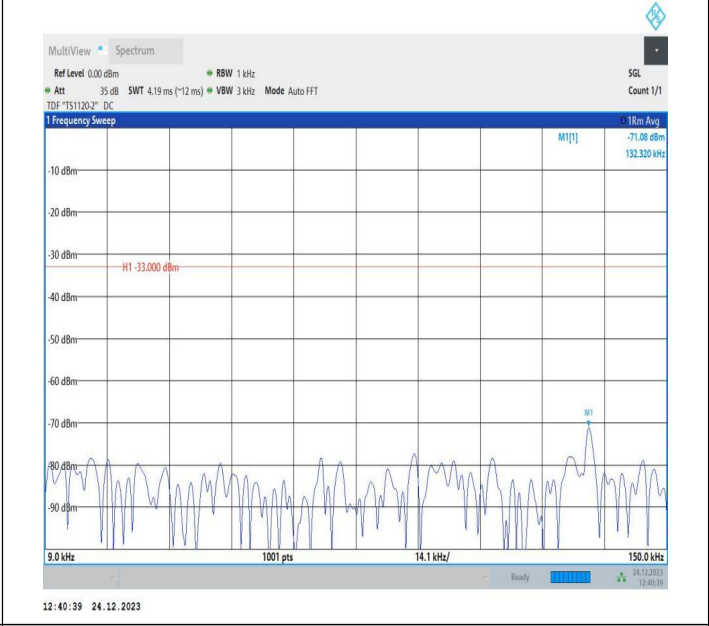 R&S
MultiView Spectrum
Ref Level 0.00 dBm RBW 1 kHz SGL
Att 35 dB SWT 4.19 ms (~12 ms) VBW 3 kHz Mode Auto FFT Count 1/1
TDF "TS1120-2" DC
1 Frequency Sweep 1Rm Avg
M1[1] -71.08 dBm
132.320 kHz
-10 dBm
-20 dBm
-30 dBm
H1 -33.000 dBm
-40 dBm
-50 dBm
-60 dBm
-70 dBm
M1
-80 dBm
-90 dBm
9.0 kHz 1001 pts 14.1 kHz/ 150.0 kHz
Ready 24.12.2023
12:40:39
12:40:39 24.12.2023